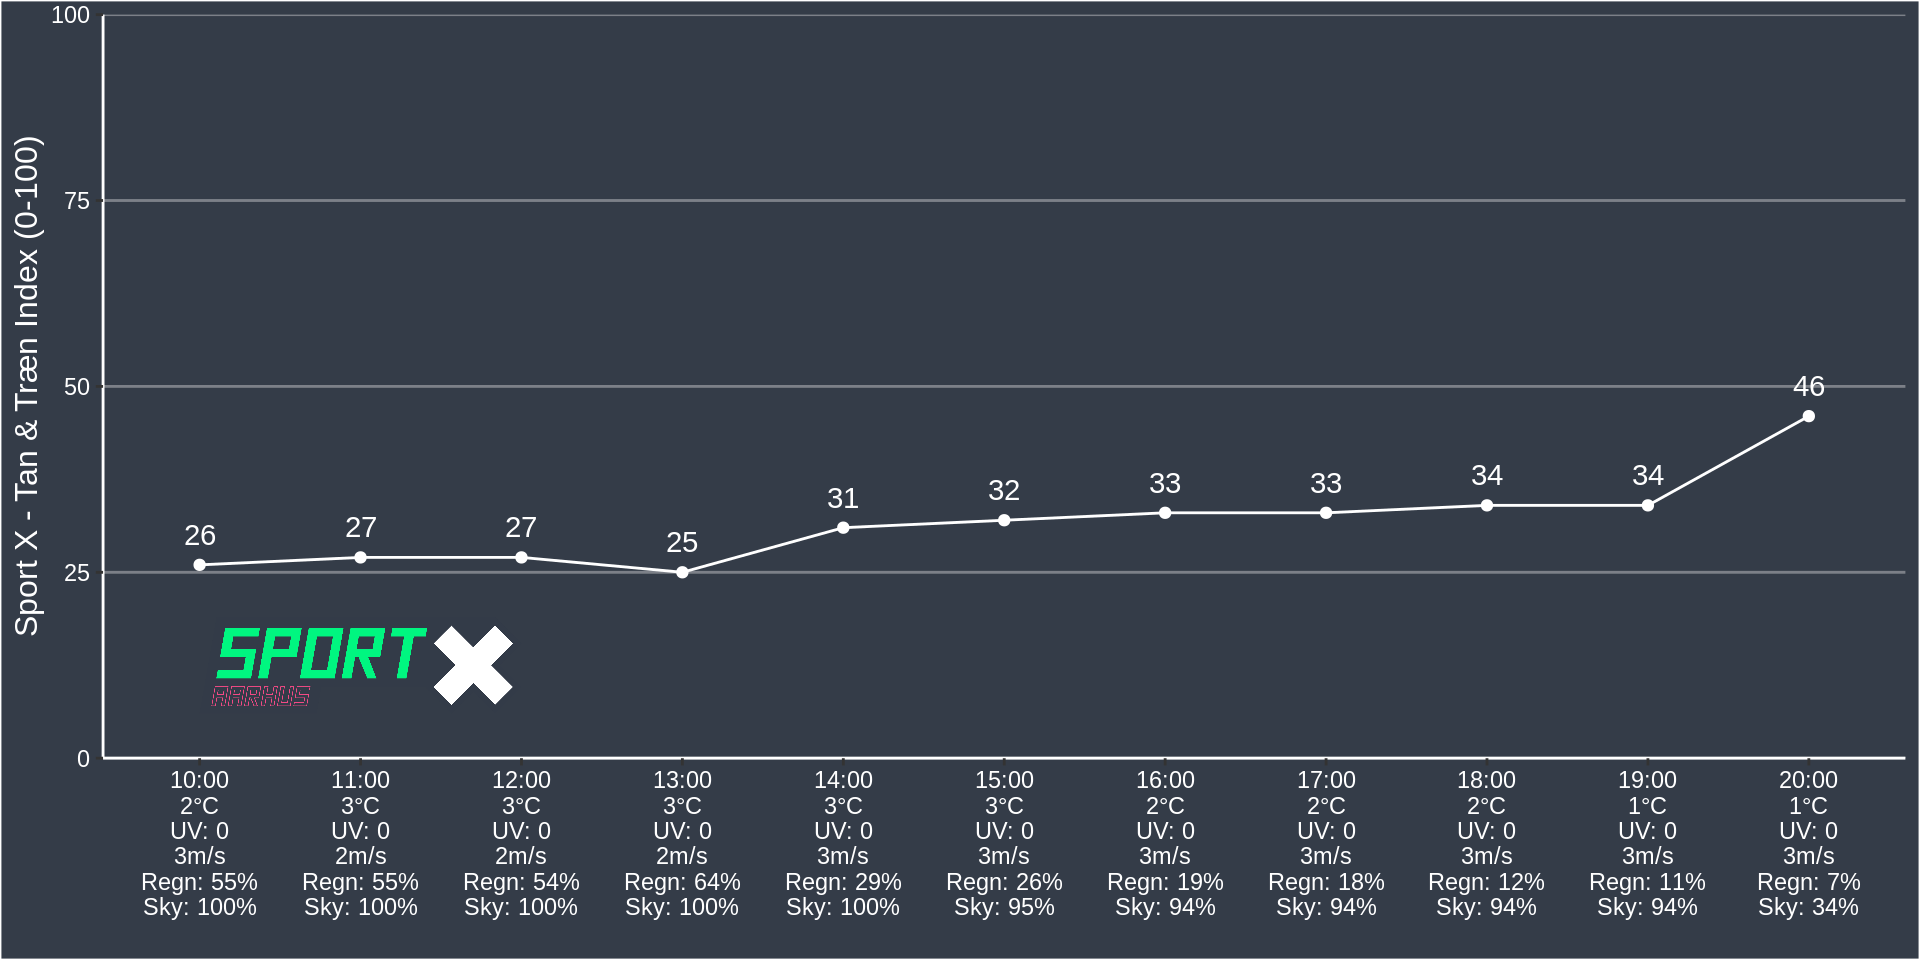 Sport X - Tan & Træn Index (0-100)
100
75
50
25
0
26
27
27
25
31
32
33
33
34
34
46
SPORT X
AARHUS
10:00 11:00 12:00 13:00 14:00 15:00 16:00 17:00 18:00 19:00 20:00
2°C 3°C 3°C 3°C 3°C 3°C 2°C 2°C 2°C 1°C 1°C
UV: 0 UV: 0 UV: 0 UV: 0 UV: 0 UV: 0 UV: 0 UV: 0 UV: 0 UV: 0 UV: 0
3m/s 2m/s 2m/s 2m/s 3m/s 3m/s 3m/s 3m/s 3m/s 3m/s 3m/s
Regn: 55% Regn: 55% Regn: 54% Regn: 64% Regn: 29% Regn: 26% Regn: 19% Regn: 18% Regn: 12% Regn: 11% Regn: 7%
Sky: 100% Sky: 100% Sky: 100% Sky: 100% Sky: 100% Sky: 95% Sky: 94% Sky: 94% Sky: 94% Sky: 94% Sky: 34%